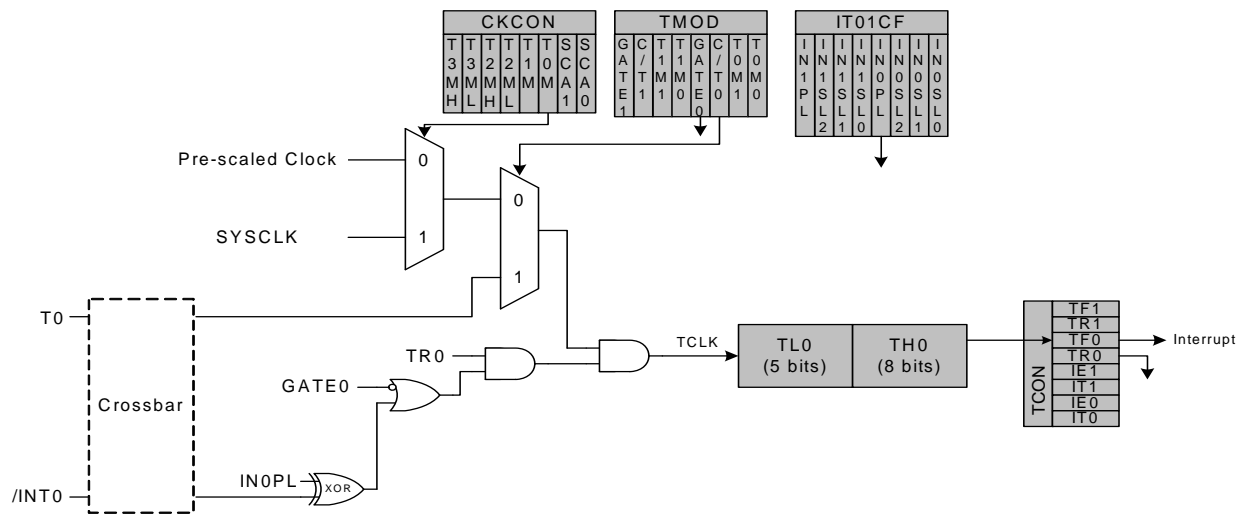 CKCON
T3MH
T3ML
T2MH
T2ML
T1M
T0M
SCA1
SCA0
TMOD
GATE1
C/T1
T1M1
T1M0
GATE0
C/T0
T0M1
T0M0
IT01CF
IN1PL
IN1SL2
IN1SL1
IN1SL0
IN0PL
IN0SL2
IN0SL1
IN0SL0
Pre-scaled Clock
0
SYSCLK
1
0
1
T0
Crossbar
/INT0
TR0
GATE0
IN0PL
XOR
TCLK
TL0
(5 bits)
TH0
(8 bits)
TCON
TF1
TR1
TF0
TR0
IE1
IT1
IE0
IT0
Interrupt